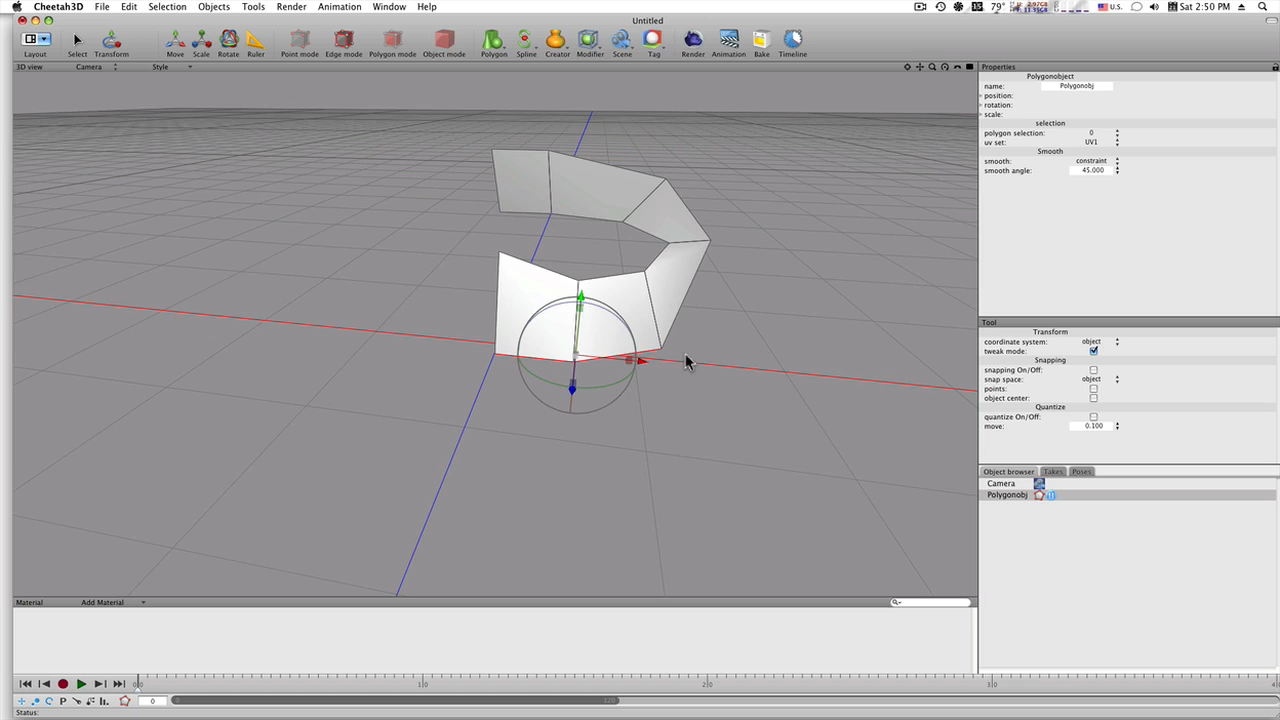 Cheetah3D File Edit Selection Objects Tools Render Animation Window Help 79° U.S. Sat 2:50 PM
Untitled
Layout Select Transform Move Scale Rotate Ruler Point mode Edge mode Polygon mode Object mode Polygon Spline Creator Modifier Scene Tag Render Animation Bake Timeline
3D view Camera Style Properties
Polygonobject
name: Polygonobj
position:
rotation:
scale:
selection
polygon selection: 0
uv set: UV1
Smooth
smooth: constraint
smooth angle: 45.000
Tool
Transform
coordinate system: object
tweak mode:
Snapping
snapping On/Off:
snap space: object
points:
object center:
Quantize
quantize On/Off:
move: 0.100
Object browser Takes Poses
Camera
Polygonobj
Material Add Material
0 120
Status: